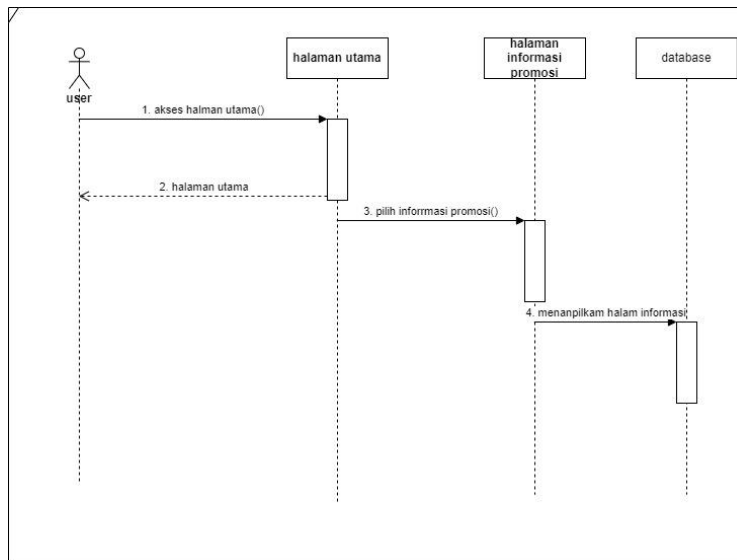 halaman utama
halaman
informasi
promosi
database
user
1. akses halman utama()
2. halaman utama
3. pilih inforrmasi promosi()
4. menanpilkam halam informasi